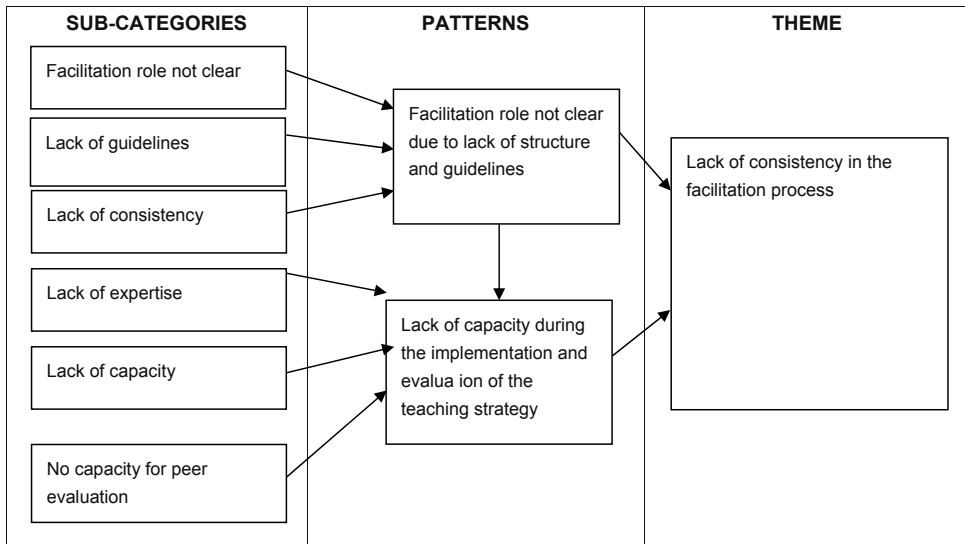 SUB-CATEGORIES
PATTERNS
THEME
Facilitation role not clear
Lack of guidelines
Lack of consistency
Lack of expertise
Lack of capacity
No capacity for peer
evaluation
Facilitation role not clear
due to lack of structure
and guidelines
Lack of capacity during
the implementation and
evalua ion of the
teaching strategy
Lack of consistency in the
facilitation process